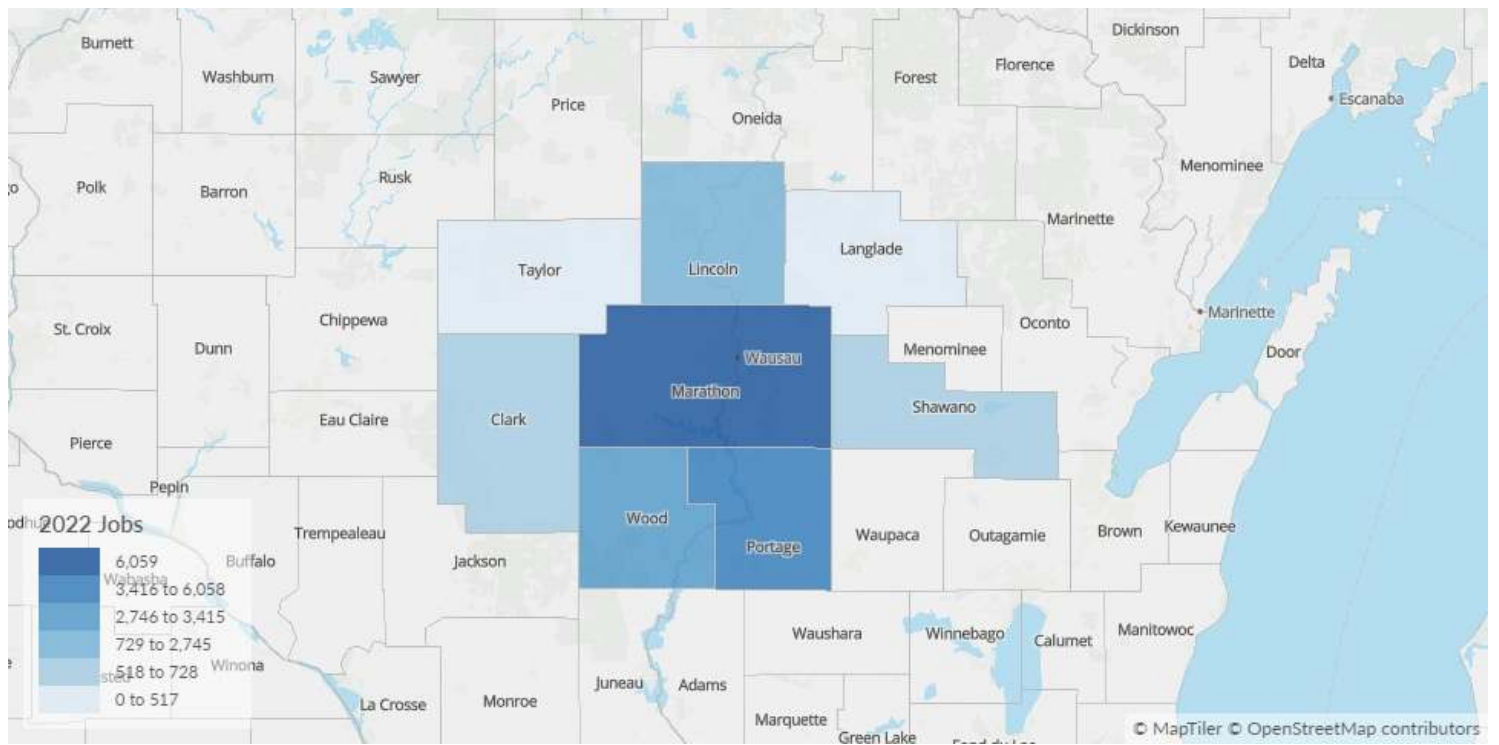 Burnett
Washburn
Sawyer
Price
Oneida
Forest
Florence
Dickinson
Delta
Escanaba
Polk
Barron
Rusk
Menominee
Marinette
Taylor
Lincoln
Langlade
St. Croix
Dunn
Chippewa
Wausau
Marathon
Menominee
Oconto
Marinette
Door
Pierce
Eau Claire
Clark
Shawano
Pepin
Trempealeau
Buffalo
Jackson
Wood
Portage
Waupaca
Outagamie
Brown
Kewaunee
2022 Jobs
6,059
Wabasha
3,416 to 6,058
2,746 to 3,415
729 to 2,745
518 to 728
0 to 517
Winona
La Crosse
Monroe
Juneau
Adams
Waushara
Winnebago
Calumet
Manitowoc
Marquette
Green Lake
© MapTiler © OpenStreetMap contributors